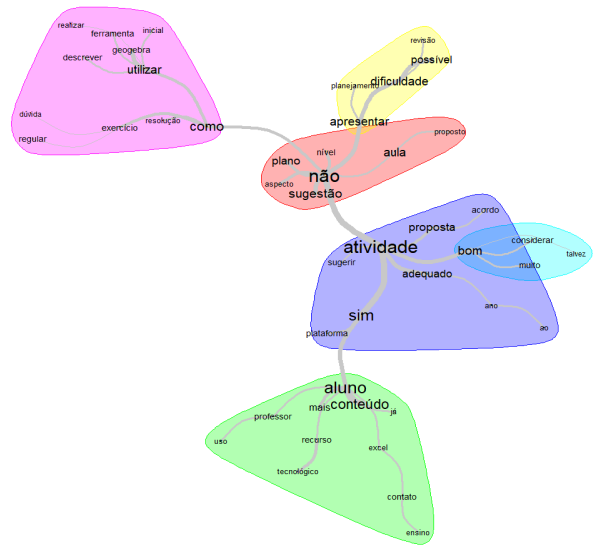 realizar
ferramenta
inicial
geogebra
descrever
utilizar
dúvida
resolução
exercício
como
regular
revisão
possível
dificuldade
planejamento
apresentar
proposto
nível
aula
plano
não
aspecto
sugestão
acordo
proposta
atividade
considerar
bom
talvez
sugerir
muito
adequado
ano
sim
ao
plataforma
aluno
conteúdo
mais
já
professor
uso
recurso
excel
tecnológico
contato
ensino